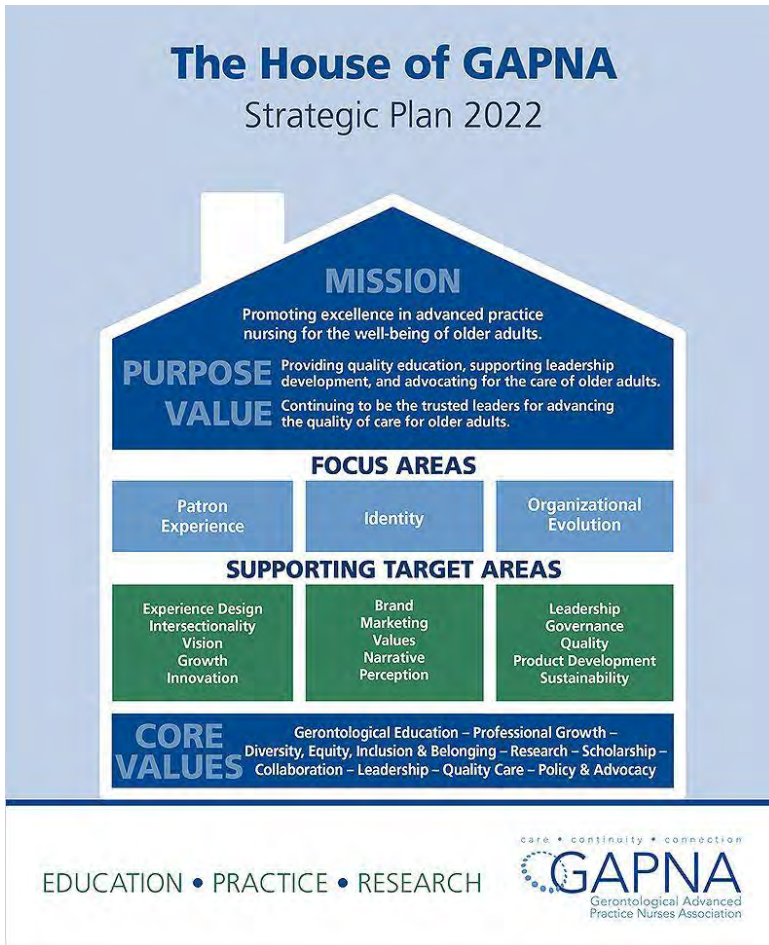 The House of GAPNA
Strategic Plan 2022
MISSION
Promoting excellence in advanced practice
nursing for the well-being of older adults.
PURPOSE
Providing quality education, supporting leadership
development, and advocating for the care of older adults.
VALUE
Continuing to be the trusted leaders for advancing
the quality of care for older adults.
FOCUS AREAS
Patron
Experience
Identity
Organizational
Evolution
SUPPORTING TARGET AREAS
Experience Design
Intersectionality
Vision
Growth
Innovation
Brand
Marketing
Values
Narrative
Perception
Leadership
Governance
Quality
Product Development
Sustainability
CORE
VALUES
Gerontological Education – Professional Growth –
Diversity, Equity, Inclusion & Belonging – Research – Scholarship –
Collaboration – Leadership – Quality Care – Policy & Advocacy
EDUCATION • PRACTICE • RESEARCH
care • continuity • connection
GAPNA
Gerontological Advanced
Practice Nurses Association